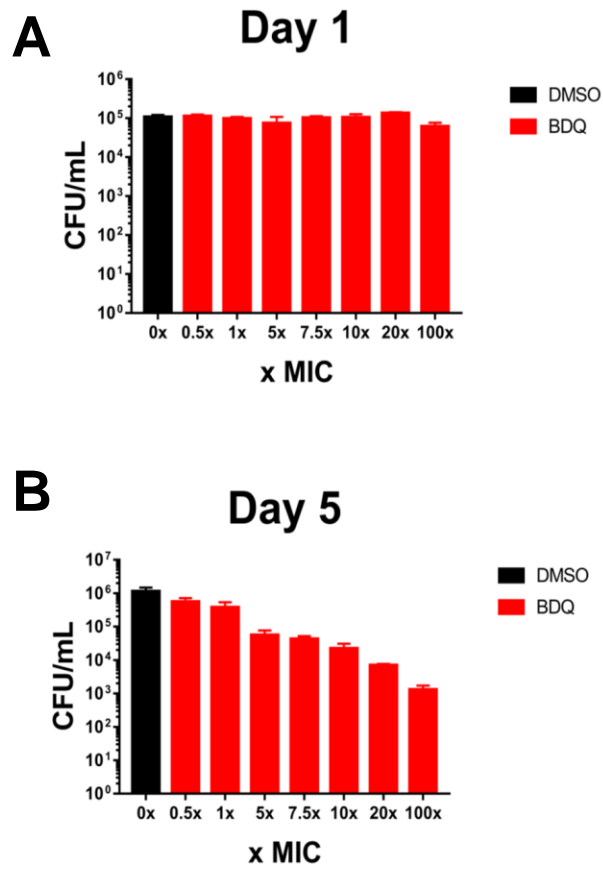 A
Day 1
10⁶
10⁵
10⁴
10³
10²
10¹
10⁰
CFU/mL
0x 0.5x 1x 5x 7.5x 10x 20x 100x
x MIC
DMSO
BDQ
B
Day 5
10⁷
10⁶
10⁵
10⁴
10³
10²
10¹
10⁰
CFU/mL
0x 0.5x 1x 5x 7.5x 10x 20x 100x
x MIC
DMSO
BDQ